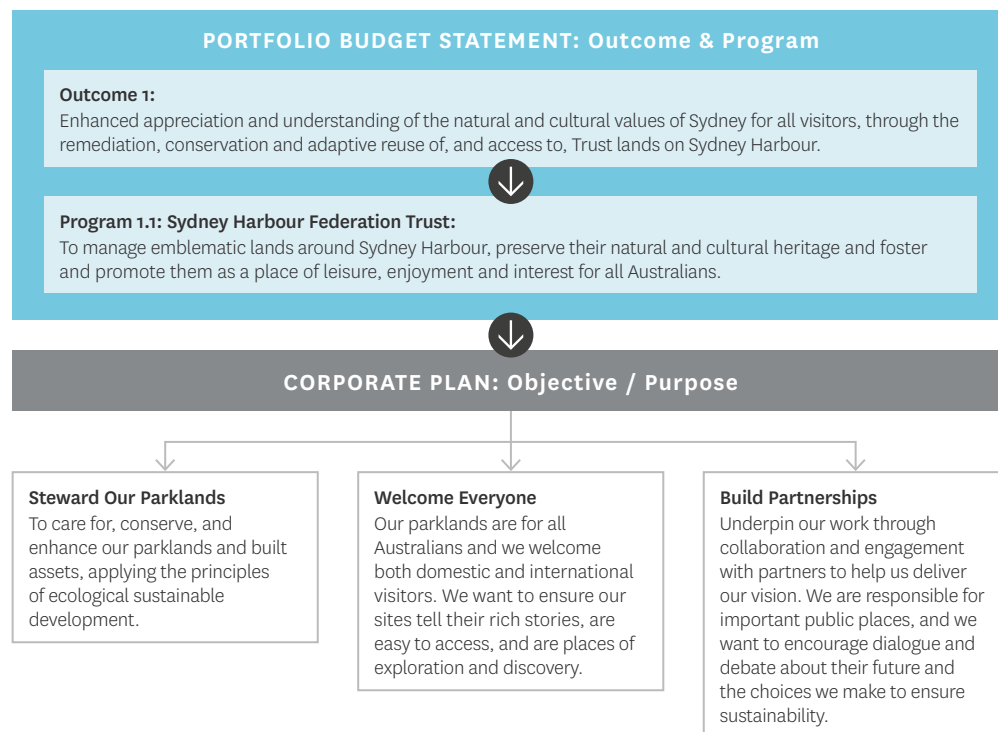 PORTFOLIO BUDGET STATEMENT: Outcome & Program
Outcome 1:
Enhanced appreciation and understanding of the natural and cultural values of Sydney for all visitors, through the
remediation, conservation and adaptive reuse of, and access to, Trust lands on Sydney Harbour.
Program 1.1: Sydney Harbour Federation Trust:
To manage emblematic lands around Sydney Harbour, preserve their natural and cultural heritage and foster
and promote them as a place of leisure, enjoyment and interest for all Australians.
CORPORATE PLAN: Objective / Purpose
Steward Our Parklands
To care for, conserve, and
enhance our parklands and built
assets, applying the principles
of ecological sustainable
development.
Welcome Everyone
Our parklands are for all
Australians and we welcome
both domestic and international
visitors. We want to ensure our
sites tell their rich stories, are
easy to access, and are places of
exploration and discovery.
Build Partnerships
Underpin our work through
collaboration and engagement
with partners to help us deliver
our vision. We are responsible for
important public places, and we
want to encourage dialogue and
debate about their future and
the choices we make to ensure
sustainability.